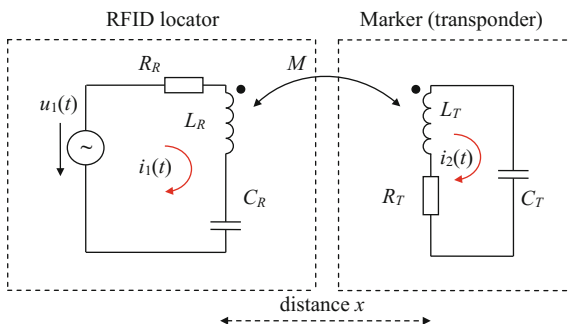 RFID locator
Marker (transponder)
R_R
M
u_1(t)
~
L_R
i_1(t)
C_R
L_T
i_2(t)
R_T
C_T
distance x